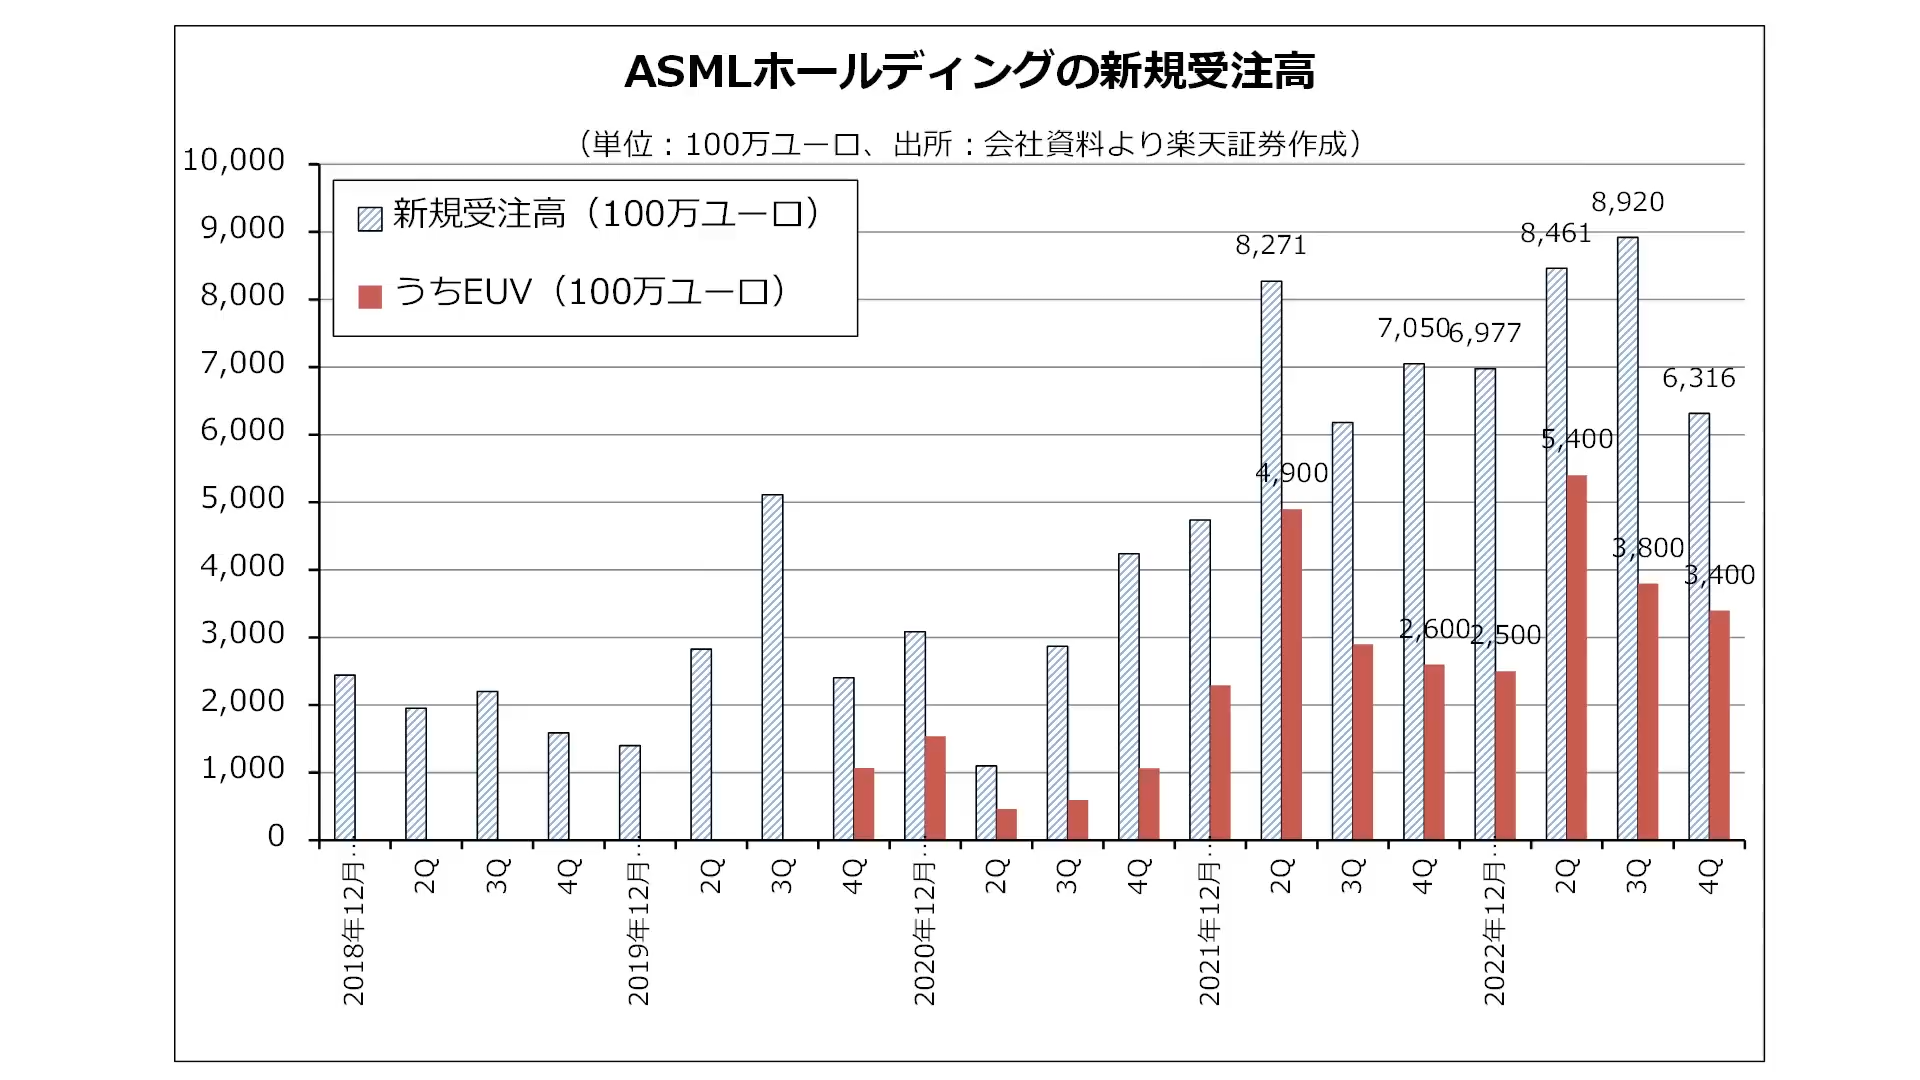 ASMLホールディングの新規受注高
（単位：100万ユーロ、出所：会社資料より楽天証券作成）
10,000
9,000
8,000
7,000
6,000
5,000
4,000
3,000
2,000
1,000
0
新規受注高（100万ユーロ）
うちEUV（100万ユーロ）
8,271
4,900
7,050
2,600
6,977
2,500
8,461
5,400
8,920
3,800
6,316
3,400
2018年12月…
2Q
3Q
4Q
2019年12月…
2Q
3Q
4Q
2020年12月…
2Q
3Q
4Q
2021年12月…
2Q
3Q
4Q
2022年12月…
2Q
3Q
4Q